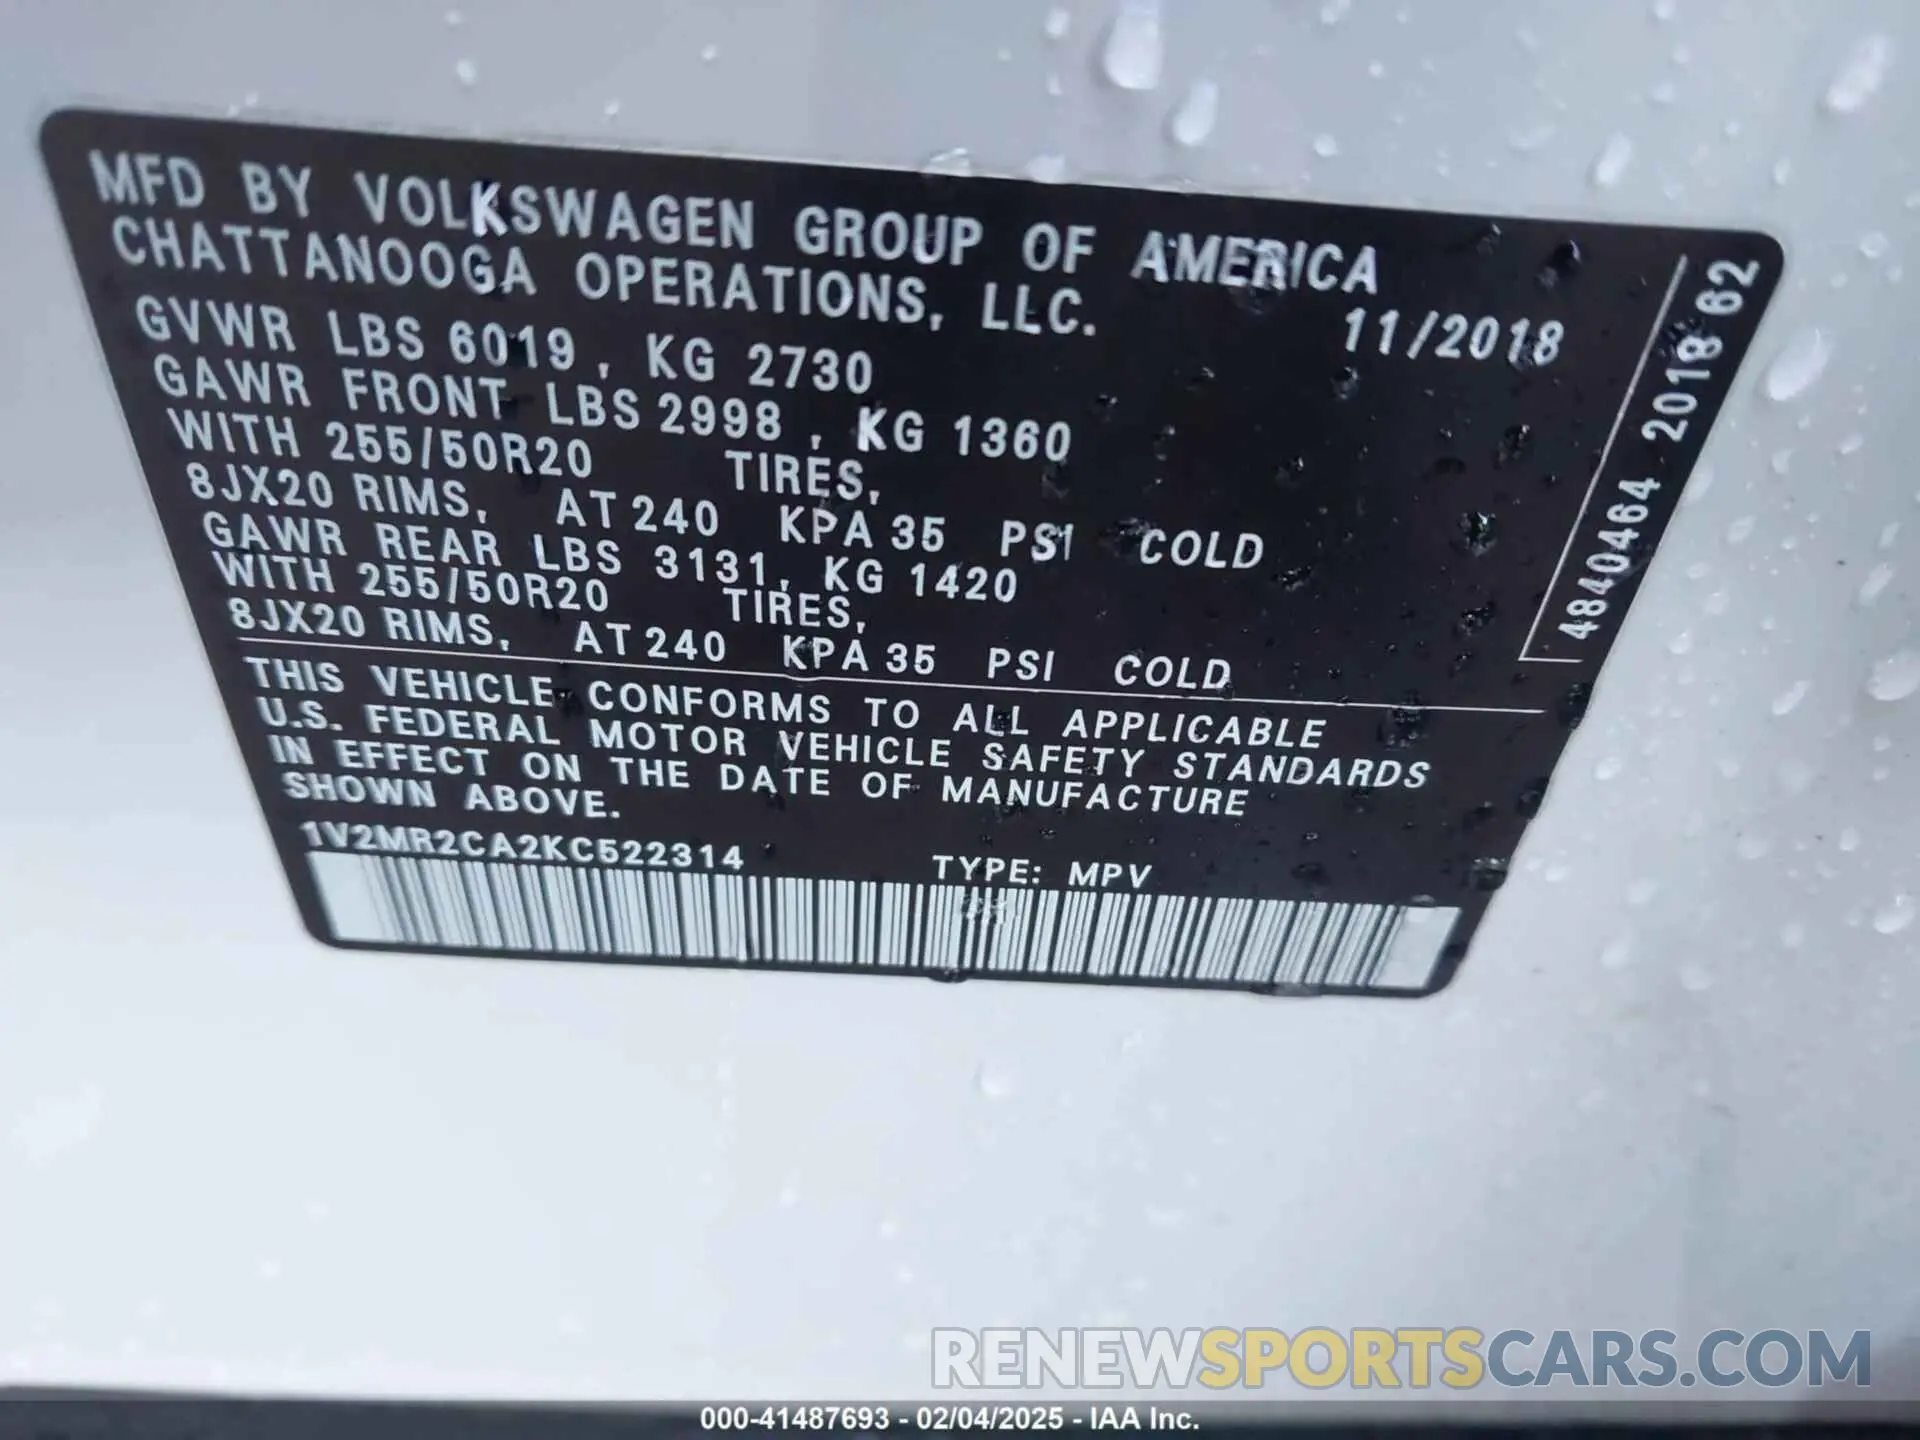 MFD BY VOLKSWAGEN GROUP OF AMERICA
CHATTANOOGA OPERATIONS, LLC.
11/2018
GVWR LBS 6019 , KG 2730
GAWR FRONT LBS 2998 , KG 1360
WITH 255/50R20 TIRES,
8JX20 RIMS, AT 240 KPA 35 PSI COLD
GAWR REAR LBS 3131, KG 1420
WITH 255/50R20 TIRES,
8JX20 RIMS, AT 240 KPA 35 PSI COLD
THIS VEHICLE CONFORMS TO ALL APPLICABLE
U.S. FEDERAL MOTOR VEHICLE SAFETY STANDARDS
IN EFFECT ON THE DATE OF MANUFACTURE
SHOWN ABOVE.
1V2MR2CA2KC522314 TYPE: MPV
4840464 2018 62
RENEWSPORTSCARS.COM
000-41487693 - 02/04/2025 - IAA Inc.